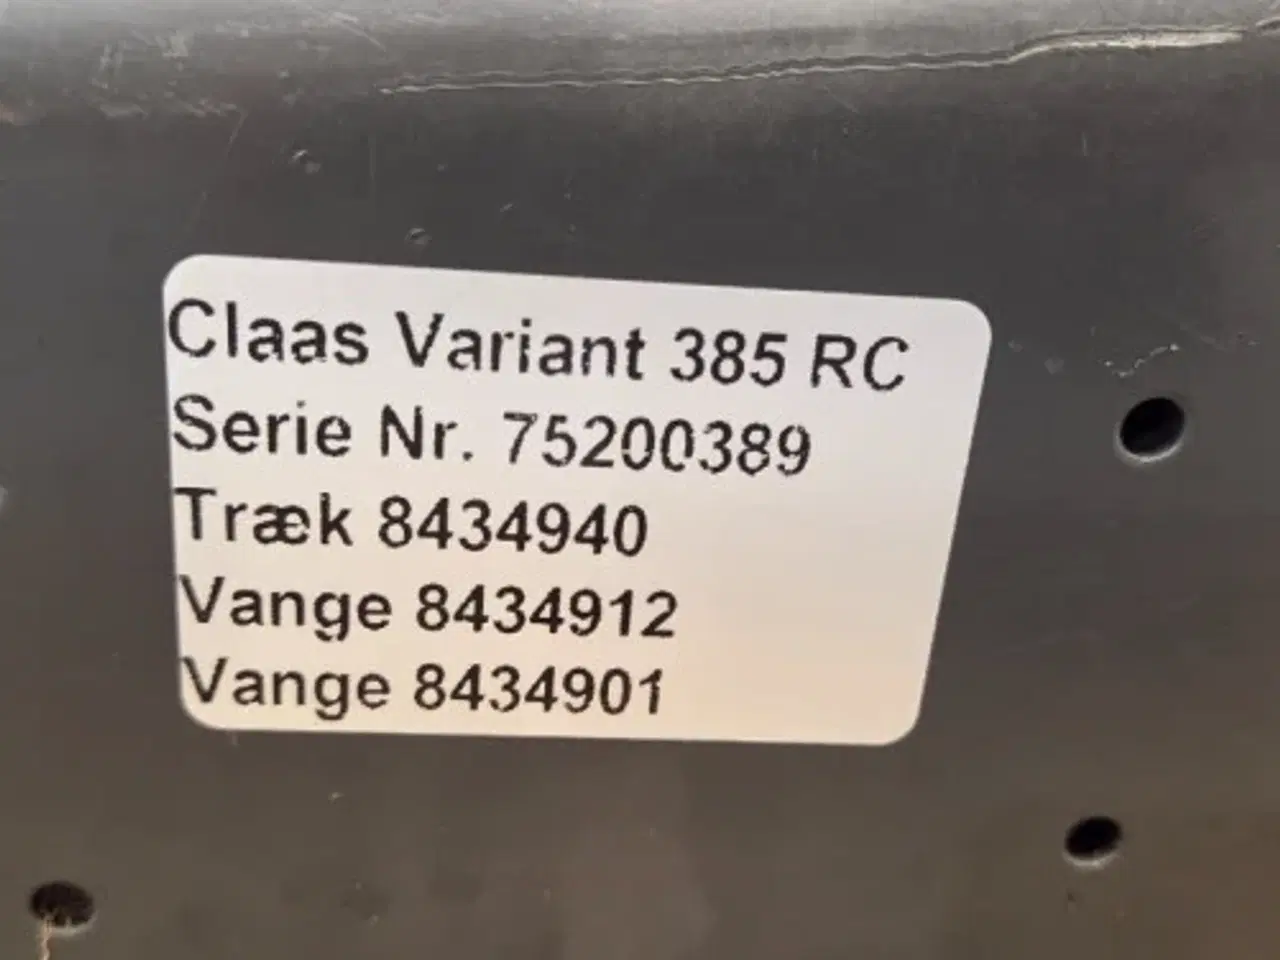 Claas Variant 385 RC
Serie Nr. 75200389
Træk 8434940
Vange 8434912
Vange 8434901